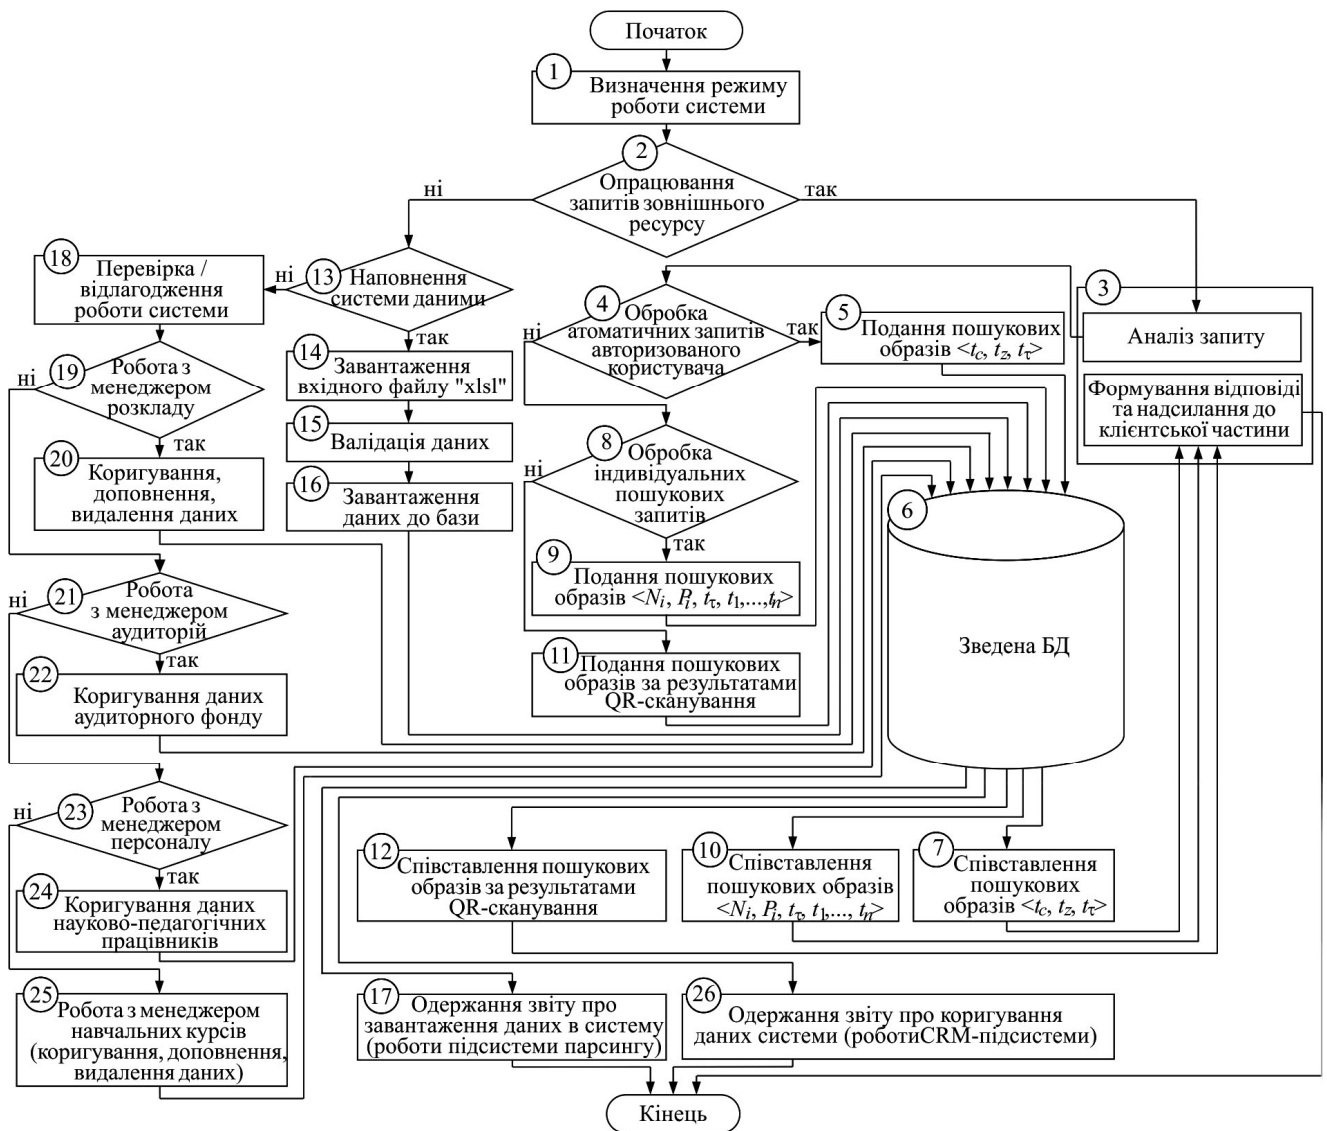 Початок
1
Визначення режиму
роботи системи
2
Опрацювання
запитів зовнішнього
ресурсу
ні
так
18
Перевірка /
відлагодження
роботи системи
ні
13
Наповнення
системи даними
так
3
Аналіз запиту
Формування відповіді
та надсилання до
клієнтської частини
4
Обробка
атоматичних запитів
авторизованого
користувача
ні
так
5
Подання пошукових
образів <tc, tz, tτ>
14
Завантаження
вхідного файлу "xlsl"
19
Робота з
менеджером
розкладу
ні
так
15
Валідація даних
8
Обробка
індивідуальних
пошукових
запитів
ні
так
20
Коригування,
доповнення,
видалення даних
16
Завантаження
даних до бази
6
Зведена БД
9
Подання пошукових
образів <Ni, Pi, tτ, t1,...,tn>
21
Робота
з менеджером
аудиторій
ні
так
11
Подання пошукових
образів за результатами
QR-сканування
22
Коригування даних
аудиторного фонду
23
Робота з
менеджером
персоналу
ні
так
12
Співставлення пошукових
образів за результатами
QR-сканування
10
Співставлення
пошукових образів
<Ni, Pi, tτ, t1,..., tn>
7
Співставлення
пошукових
образів <tc, tz, tτ>
24
Коригування даних
науково-педагогічних
працівників
25
Робота з менеджером
навчальних курсів
(коригування, доповнення,
видалення даних)
17
Одержання звіту про
завантаження даних в систему
(роботи підсистеми парсингу)
26
Одержання звіту про коригування
даних системи (роботиCRM-підсистеми)
Кінець